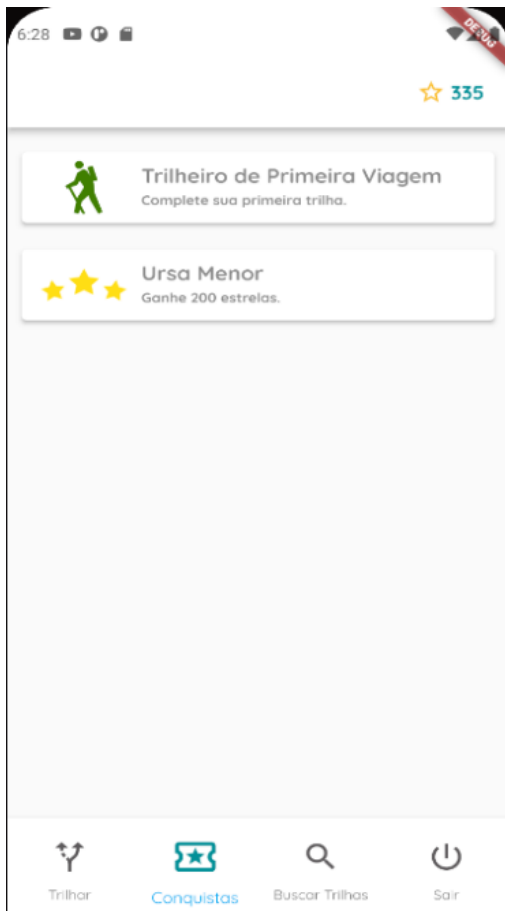 6:28
DEBUG
335
Trilheiro de Primeira Viagem
Complete sua primeira trilha.
Ursa Menor
Ganhe 200 estrelas.
Trilhar
Conquistas
Buscar Trilhas
Sair